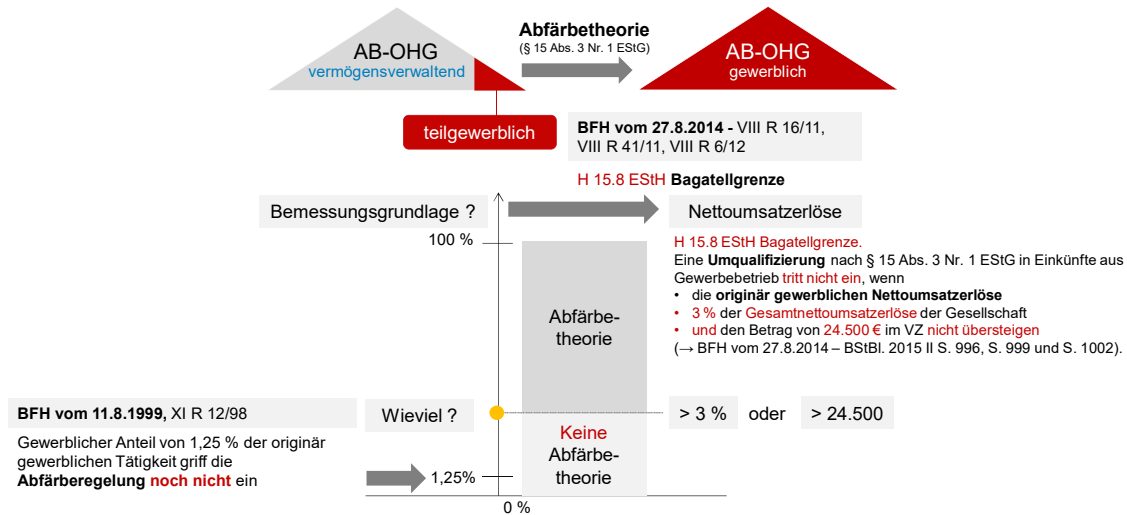 AB-OHG
vermögensverwaltend
Abfärbetheorie
(§ 15 Abs. 3 Nr. 1 EStG)
AB-OHG
gewerblich
teilgewerblich
BFH vom 27.8.2014 - VIII R 16/11,
VIII R 41/11, VIII R 6/12
H 15.8 EStH Bagatellgrenze
Bemessungsgrundlage ?
Nettoumsatzerlöse
100 %
H 15.8 EStH Bagatellgrenze.
Eine Umqualifizierung nach § 15 Abs. 3 Nr. 1 EStG in Einkünfte aus
Gewerbebetrieb tritt nicht ein, wenn
• die originär gewerblichen Nettoumsatzerlöse
• 3 % der Gesamtnettoumsatzerlöse der Gesellschaft
• und den Betrag von 24.500 € im VZ nicht übersteigen
(→ BFH vom 27.8.2014 – BStBl. 2015 II S. 996, S. 999 und S. 1002).
Abfärbe-
theorie
BFH vom 11.8.1999, XI R 12/98
Wieviel ?
> 3 % oder > 24.500
Gewerblicher Anteil von 1,25 % der originär
gewerblichen Tätigkeit griff die
Abfärberegelung noch nicht ein
Keine
Abfärbe-
theorie
1,25%
0 %